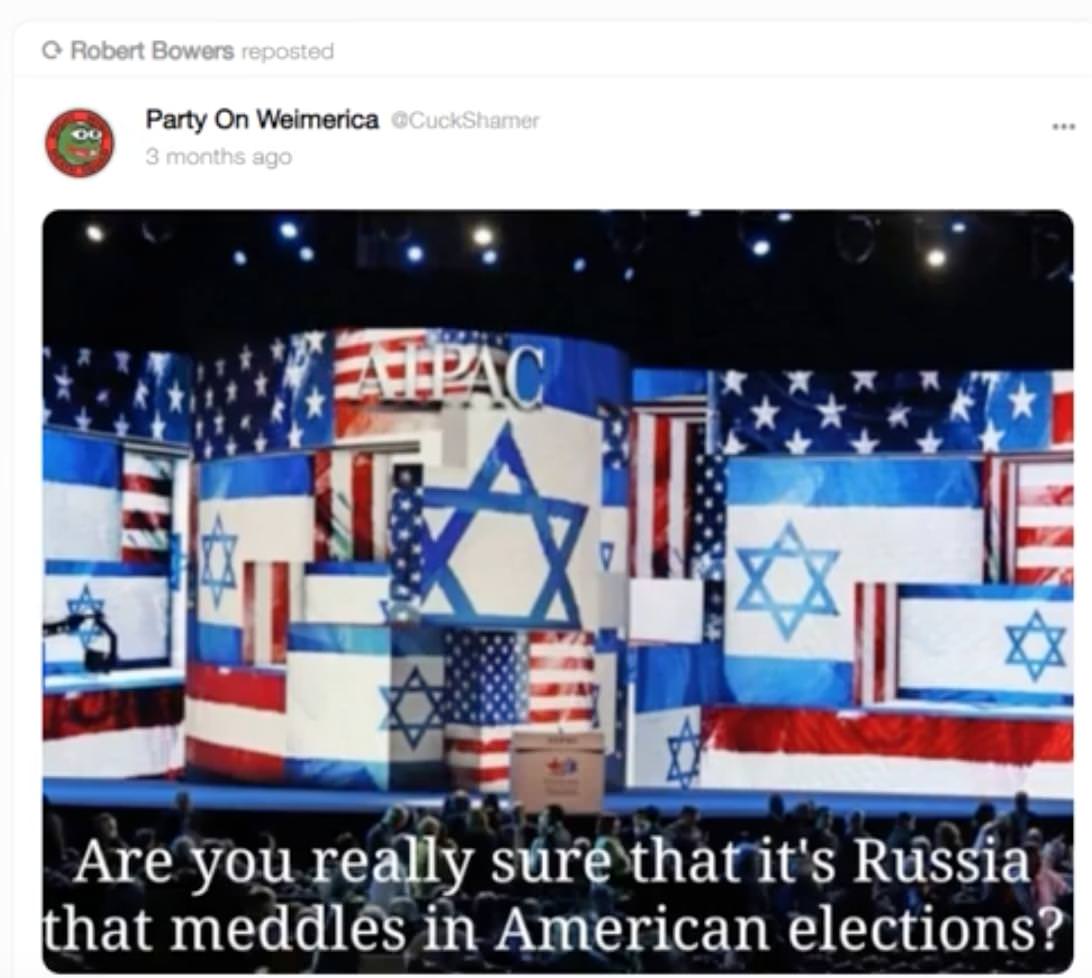 Robert Bowers reposted
Party On Weimerica @CuckShamer
3 months ago
AIPAC
Are you really sure that it's Russia
that meddles in American elections?